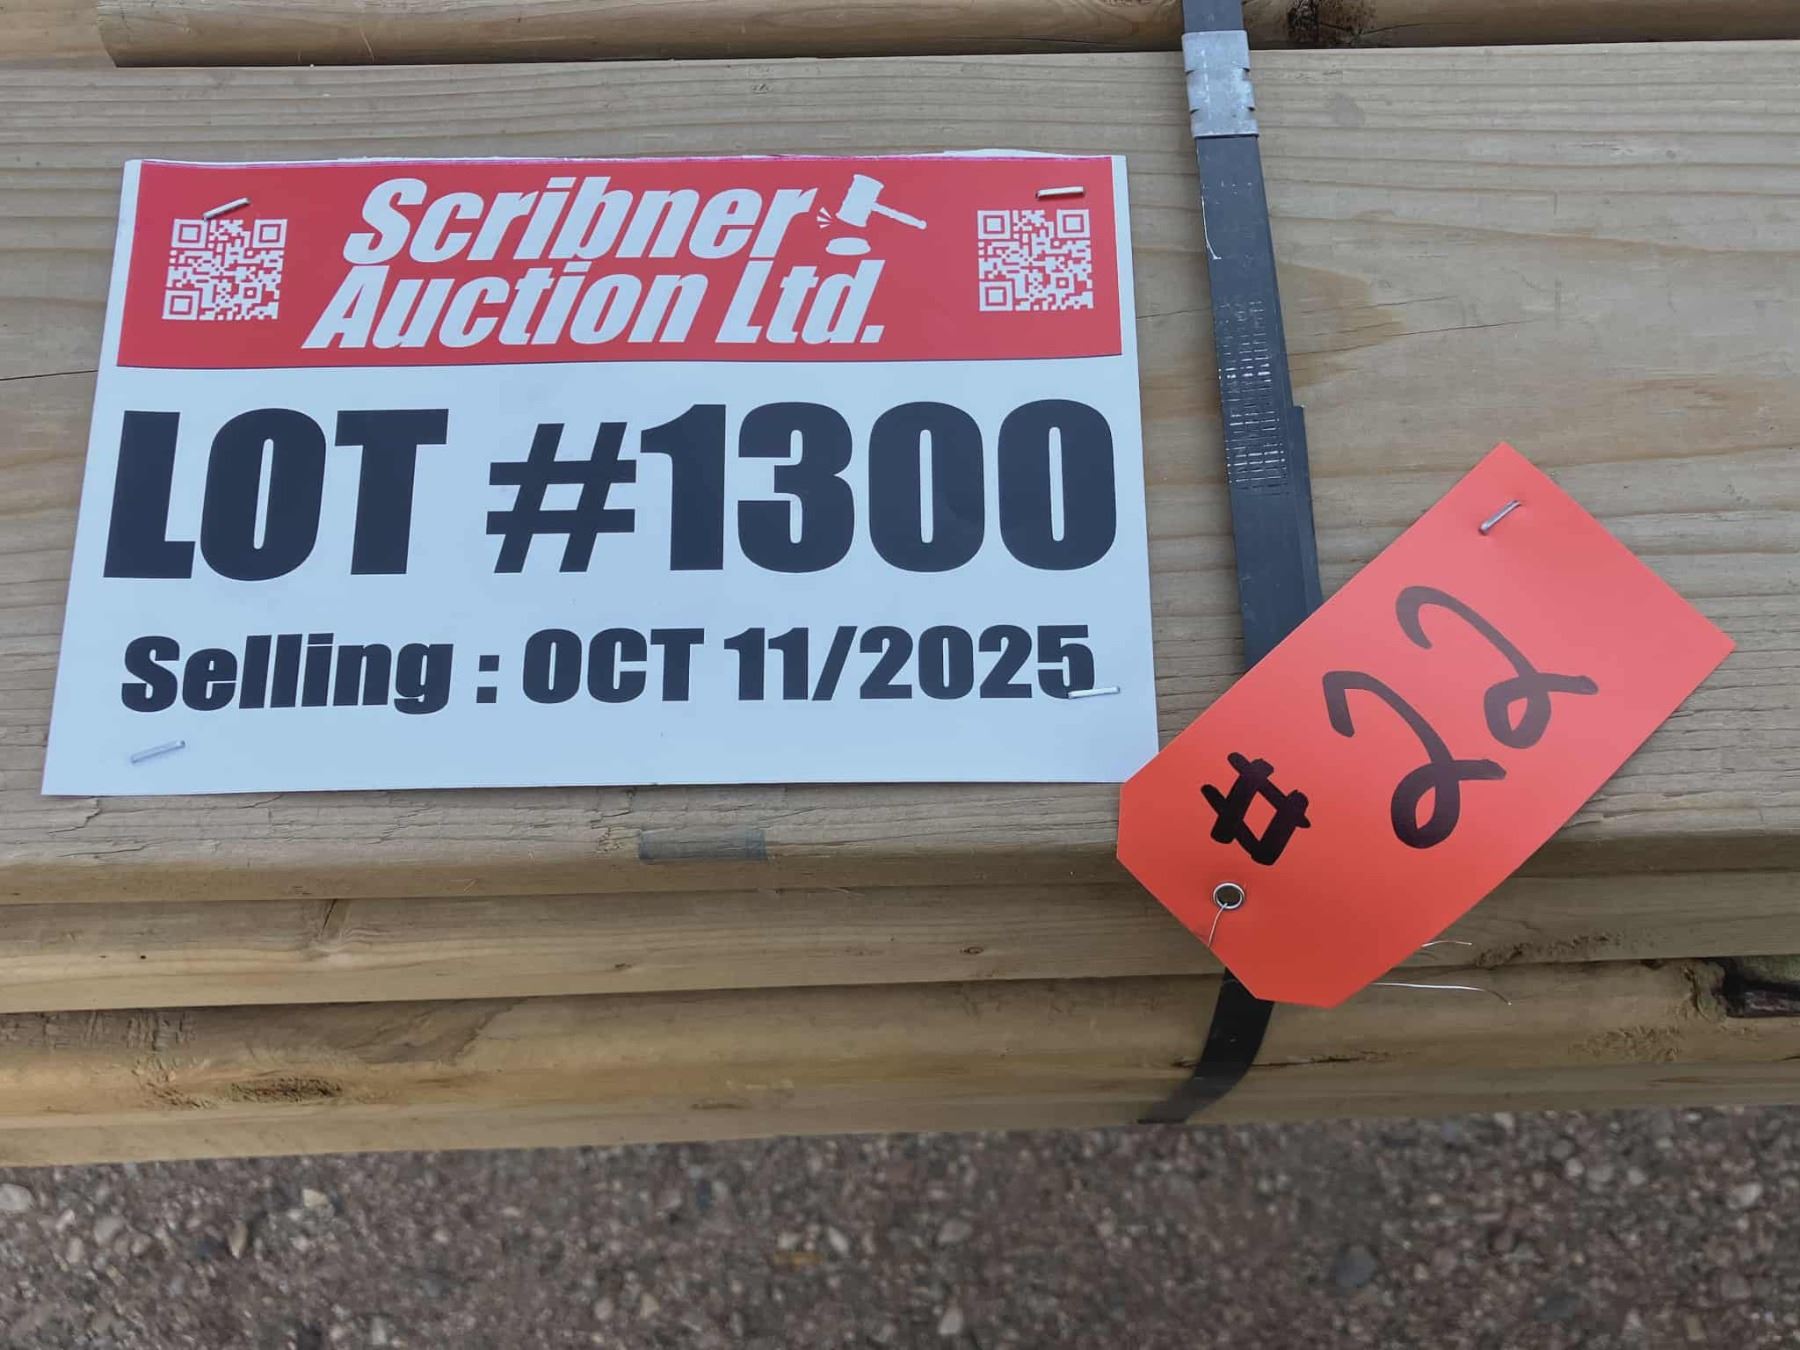 Scribner
Auction Ltd.
LOT #1300
Selling : OCT 11/2025
# 22